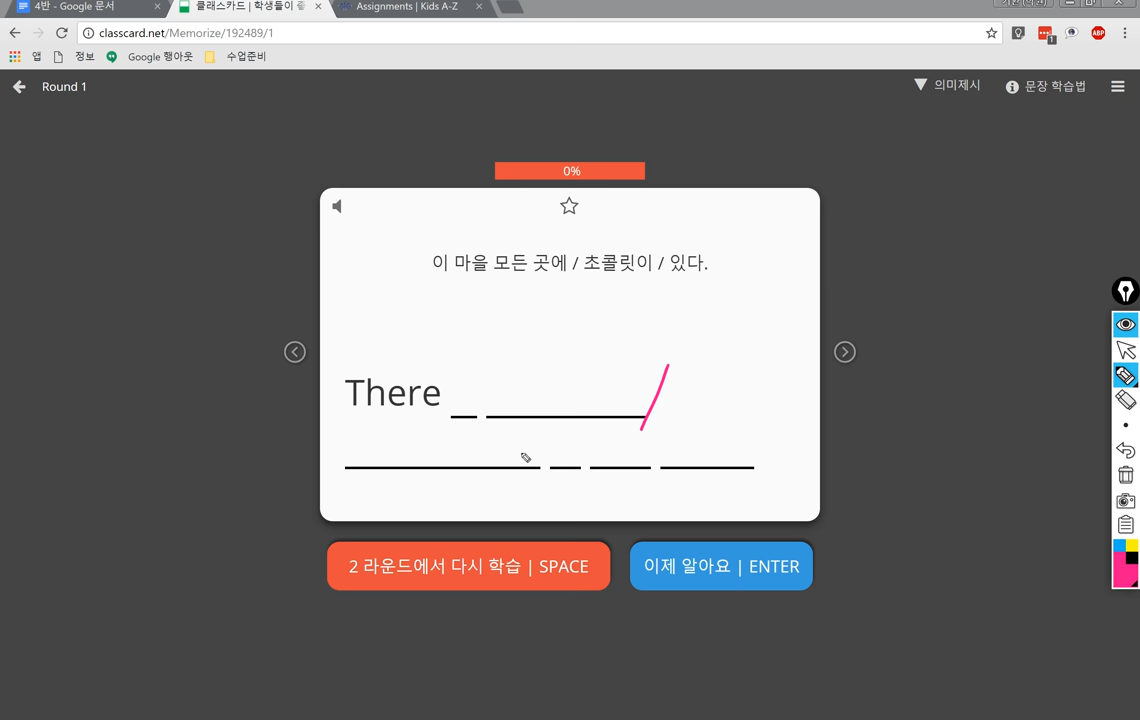 4반 - Google 문서
클래스카드 | 학생들이 좋
Assignments | Kids A-Z
classcard.net/Memorize/192489/1
1
ABP
앱
정보
Google 행아웃
수업준비
Round 1
의미제시
문장 학습법
0%
이 마을 모든 곳에 / 초콜릿이 / 있다.
There
2 라운드에서 다시 학습 | SPACE
이제 알아요 | ENTER